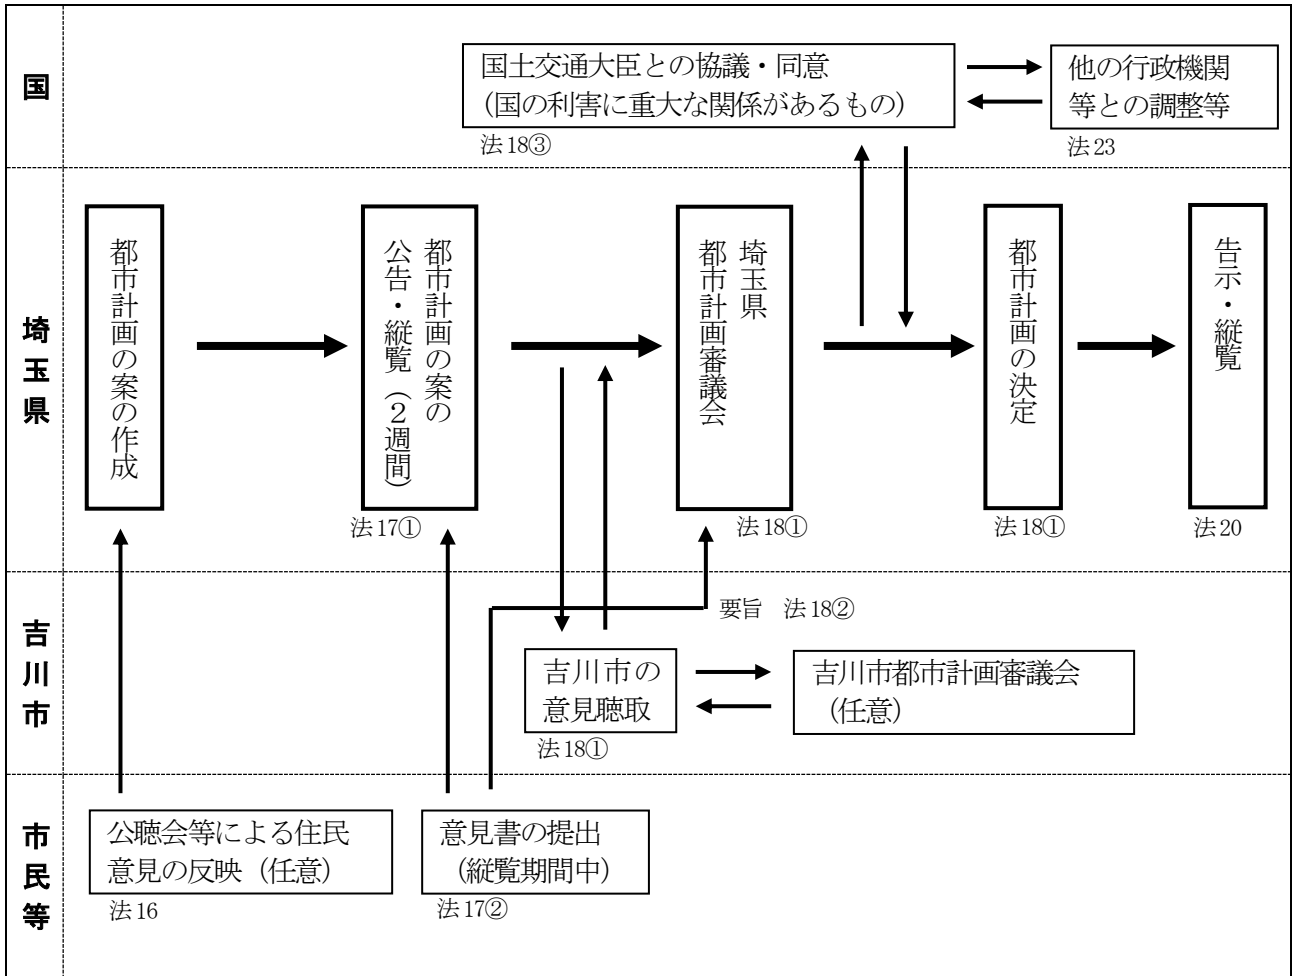 国
国土交通大臣との協議・同意
（国の利害に重大な関係があるもの）
法18③
他の行政機関
等との調整等
法23
埼玉県
都市計画の案の作成
都市計画の案の
公告・縦覧（２週間）
法17①
埼玉県
都市計画審議会
法18①
都市計画の決定
法18①
告示・縦覧
法20
吉川市
要旨　法18②
吉川市の
意見聴取
法18①
吉川市都市計画審議会
（任意）
市民等
公聴会等による住民
意見の反映（任意）
法16
意見書の提出
（縦覧期間中）
法17②